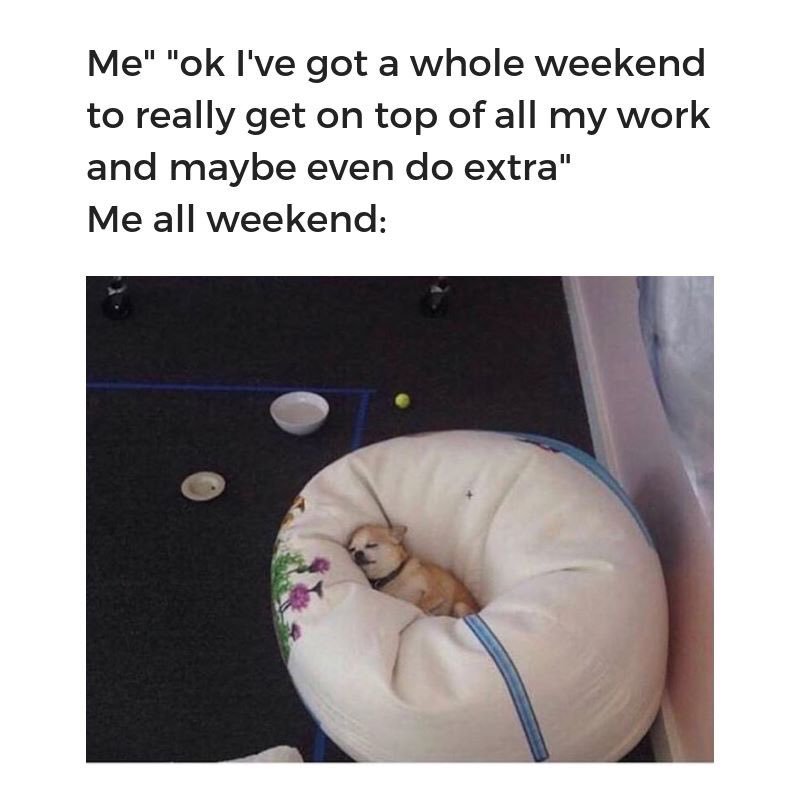 Me" "ok I've got a whole weekend
to really get on top of all my work
and maybe even do extra"
Me all weekend: